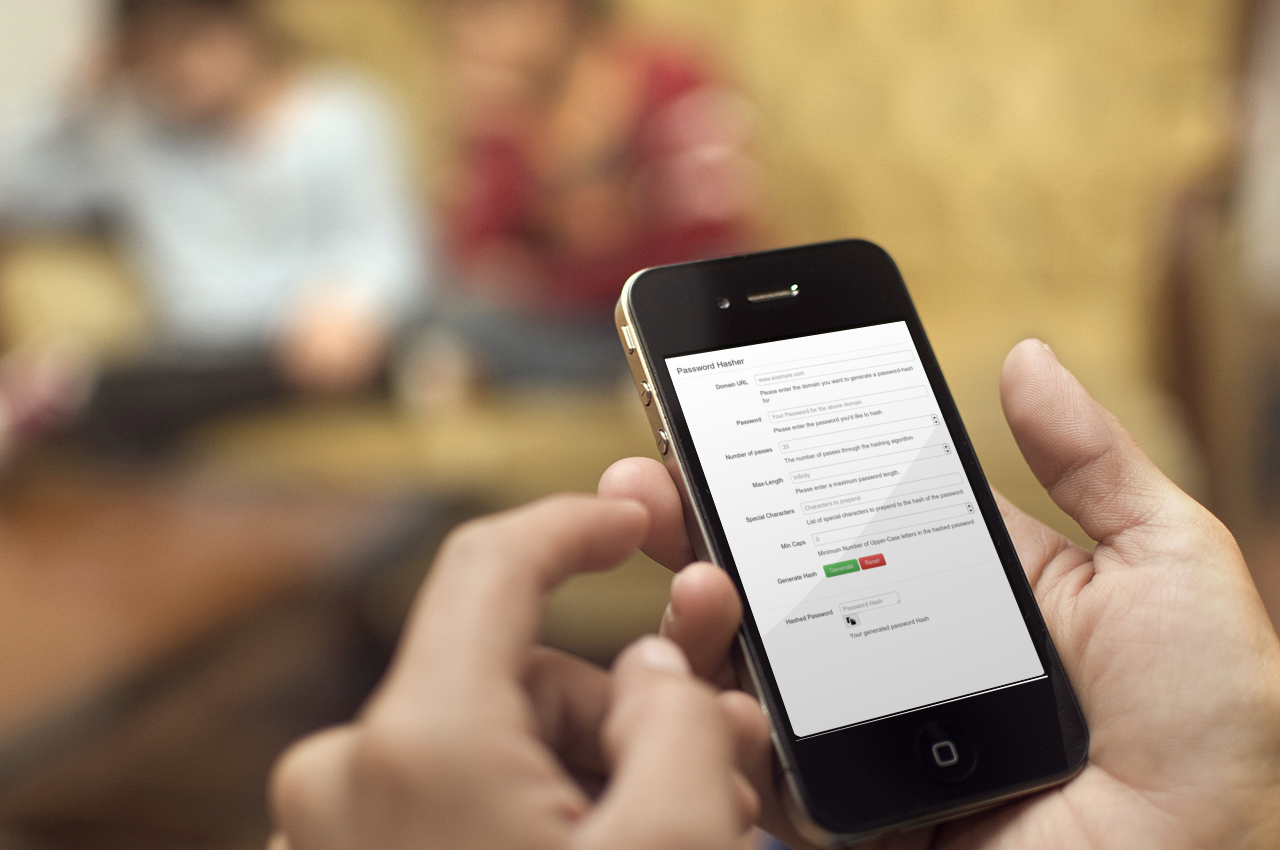 Password Hasher
Domain URL www.example.com
Please enter the domain you want to generate a password-hash
for
Password Your Password for the above domain
Please enter the password you'd like to hash
Number of passes 20
The number of passes through the hashing algorithm
Max-Length Infinity
Please enter a maximum password length.
Special Characters Characters to prepend
List of special characters to prepend to the hash of the password
Min Caps 0
Minimum Number of Upper-Case letters in the hashed password
Generate Hash Generate Reset
Hashed Password Password Hash
Your generated password Hash